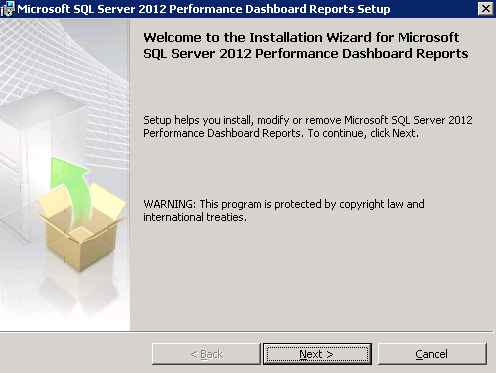 Microsoft SQL Server 2012 Performance Dashboard Reports Setup
Welcome to the Installation Wizard for Microsoft
SQL Server 2012 Performance Dashboard Reports
Setup helps you install, modify or remove Microsoft SQL Server 2012
Performance Dashboard Reports. To continue, click Next.
WARNING: This program is protected by copyright law and
international treaties.
< Back
Next >
Cancel